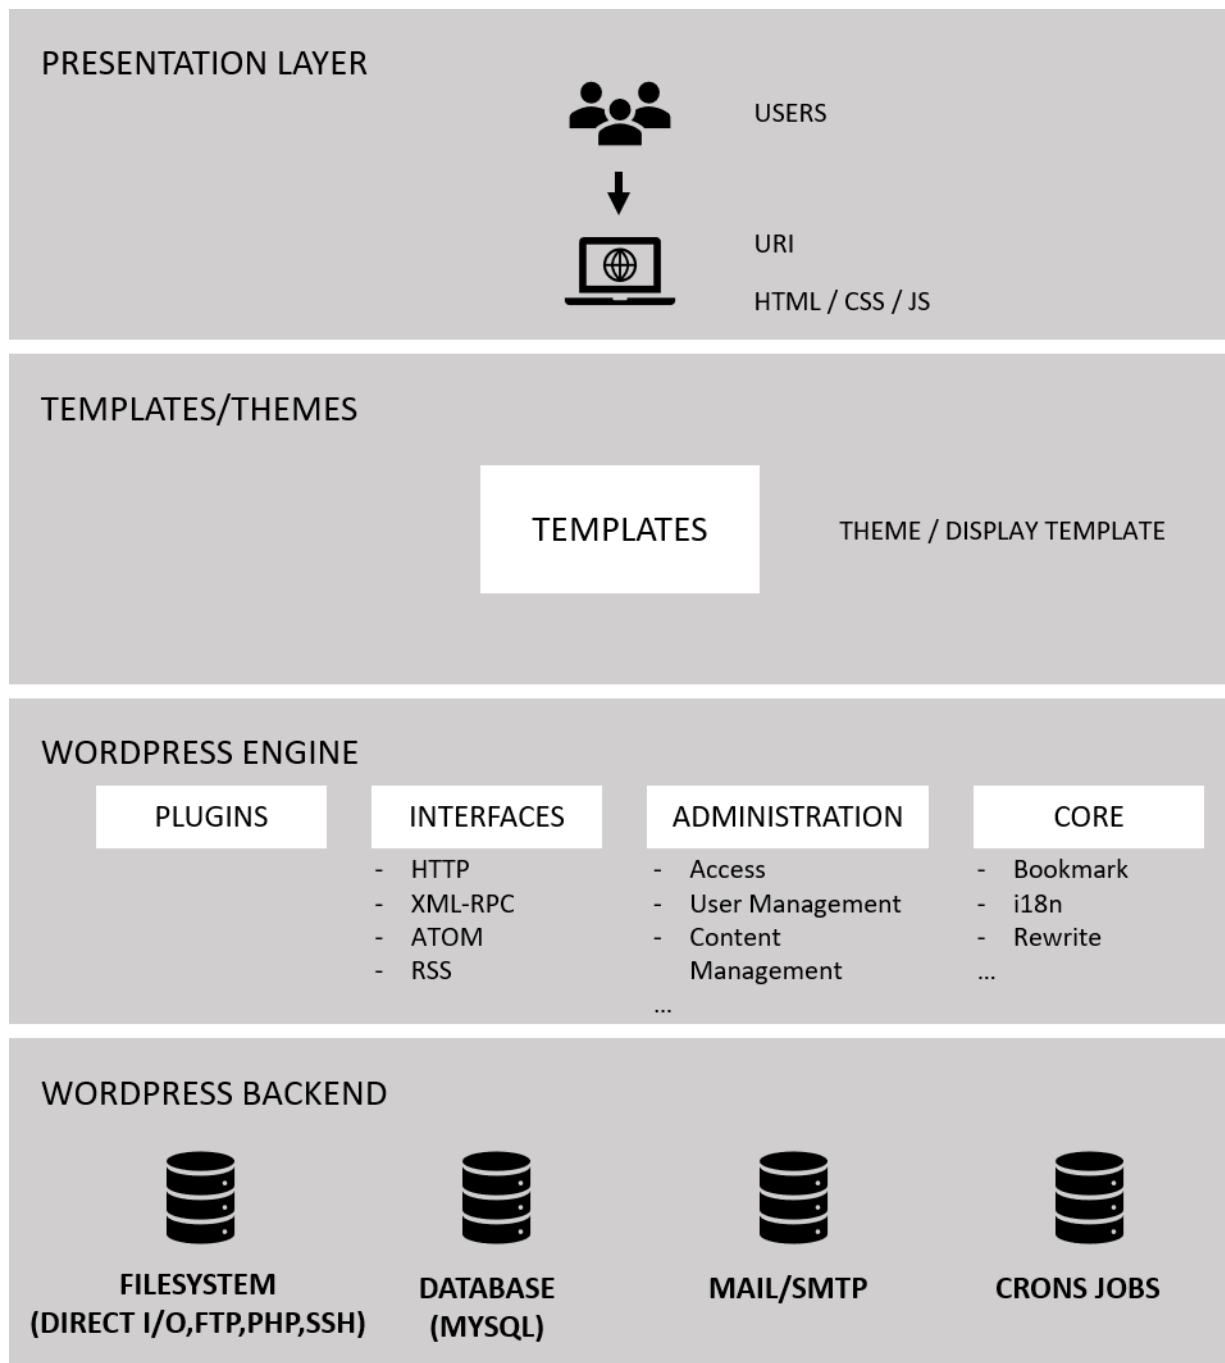 PRESENTATION LAYER
USERS
URI
HTML / CSS / JS
TEMPLATES/THEMES
TEMPLATES
THEME / DISPLAY TEMPLATE
WORDPRESS ENGINE
PLUGINS
INTERFACES
- HTTP
- XML-RPC
- ATOM
- RSS
ADMINISTRATION
- Access
- User Management
- Content
Management
...
CORE
- Bookmark
- i18n
- Rewrite
...
WORDPRESS BACKEND
FILESYSTEM
(DIRECT I/O,FTP,PHP,SSH)
DATABASE
(MYSQL)
MAIL/SMTP
CRONS JOBS